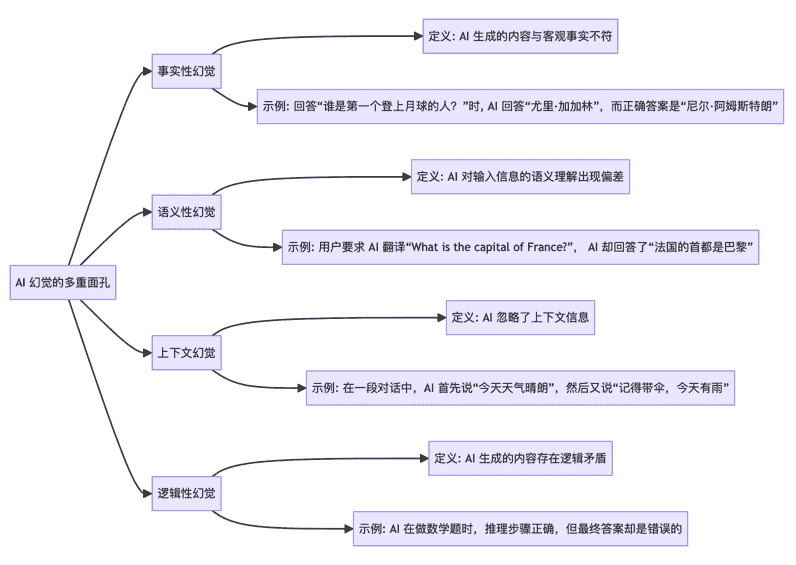 AI 幻觉的多重面孔
事实性幻觉
定义: AI 生成的内容与客观事实不符
示例: 回答“谁是第一个登上月球的人？”时, AI 回答“尤里·加加林”，而正确答案是“尼尔·阿姆斯特朗”
语义性幻觉
定义: AI 对输入信息的语义理解出现偏差
示例: 用户要求 AI 翻译“What is the capital of France?”， AI 却回答了“法国的首都是巴黎”
上下文幻觉
定义: AI 忽略了上下文信息
示例: 在一段对话中，AI 首先说“今天天气晴朗”，然后又说“记得带伞，今天有雨”
逻辑性幻觉
定义: AI 生成的内容存在逻辑矛盾
示例: AI 在做数学题时，推理步骤正确，但最终答案却是错误的